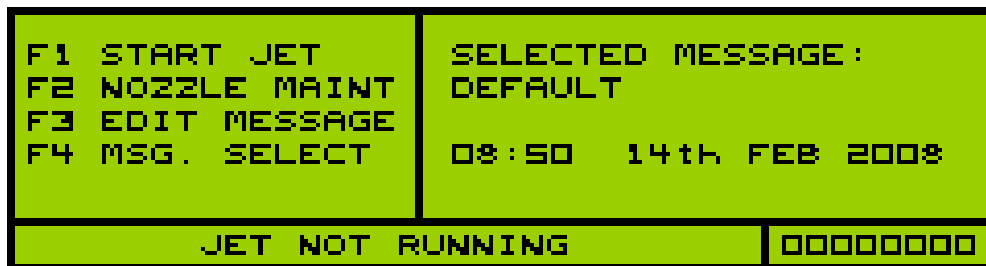 F1 START JET
F2 NOZZLE MAINT
F3 EDIT MESSAGE
F4 MSG. SELECT
SELECTED MESSAGE:
DEFAULT
08:50 14th FEB 2008
JET NOT RUNNING
00000000